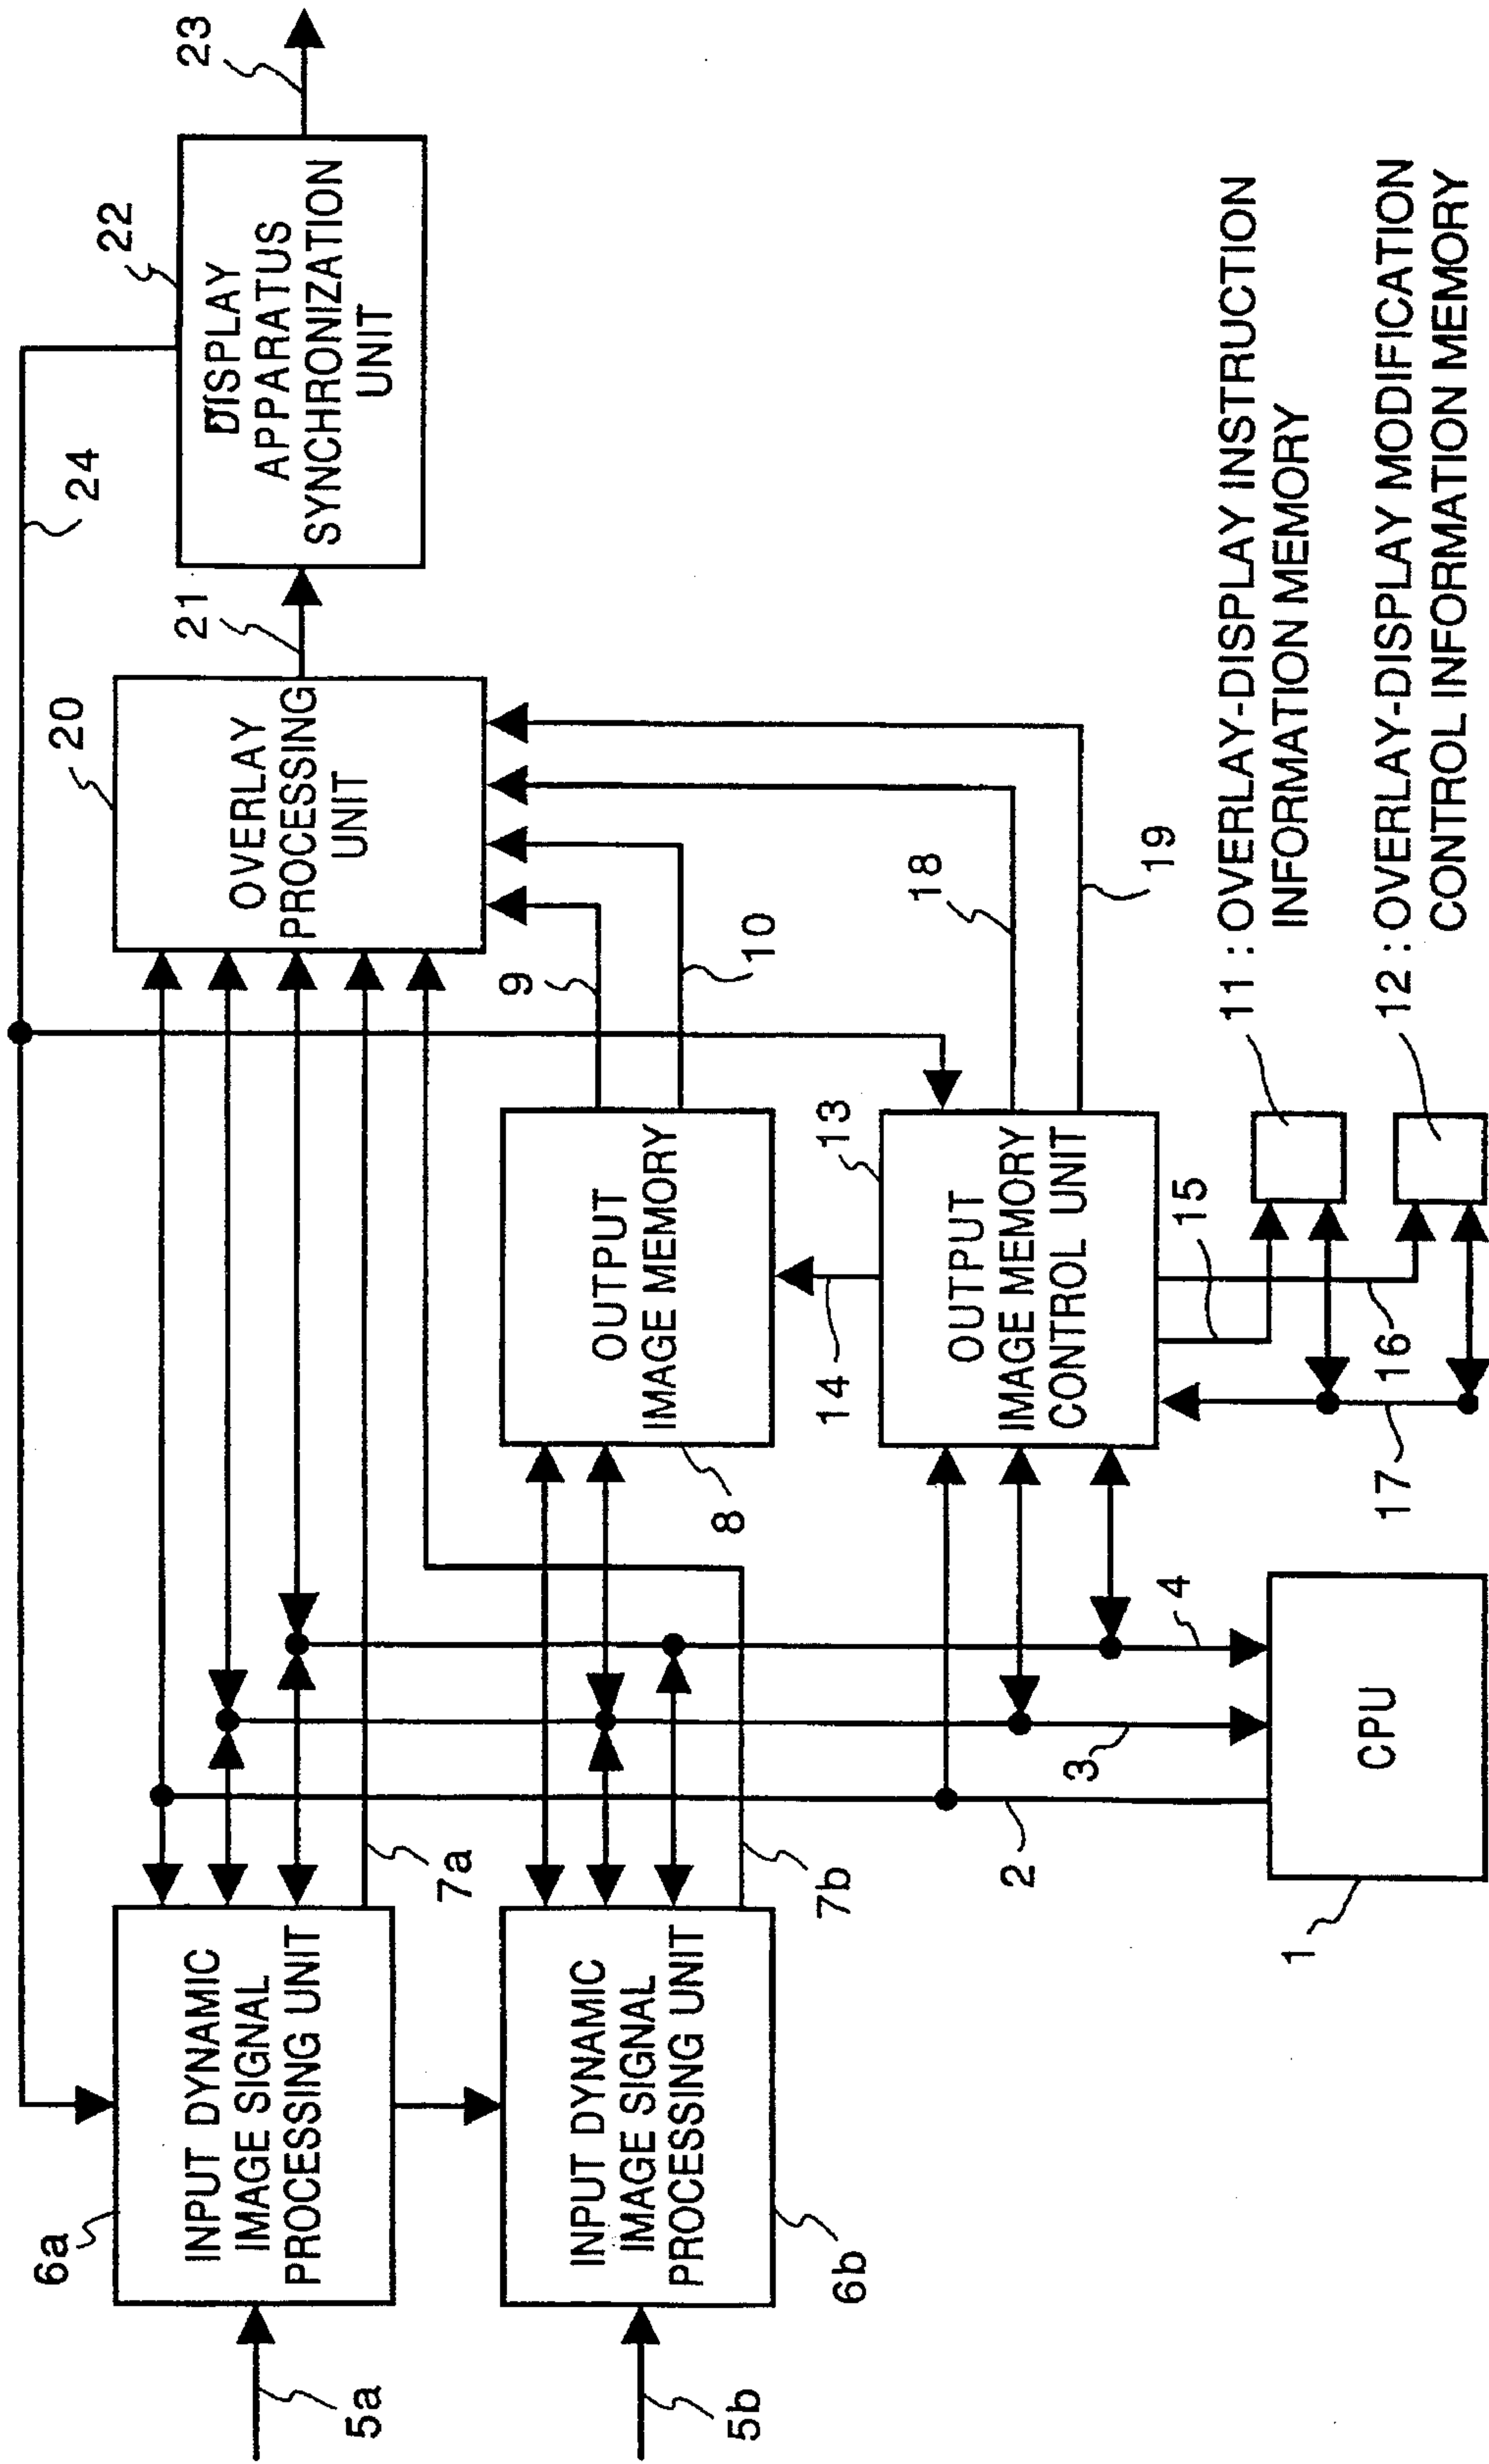 23
22
DISPLAY
APPARATUS
SYNCHRONIZATION
UNIT
24
21
20
OVERLAY
PROCESSING
UNIT
9
10
18
19
11 : OVERLAY-DISPLAY INSTRUCTION
INFORMATION MEMORY
12 : OVERLAY-DISPLAY MODIFICATION
CONTROL INFORMATION MEMORY
OUTPUT
IMAGE MEMORY
8
13
OUTPUT
IMAGE MEMORY
CONTROL UNIT
14
15
16
17
4
3
2
CPU
1
7a
7b
6a
INPUT DYNAMIC
IMAGE SIGNAL
PROCESSING UNIT
INPUT DYNAMIC
IMAGE SIGNAL
PROCESSING UNIT
6b
5a
5b